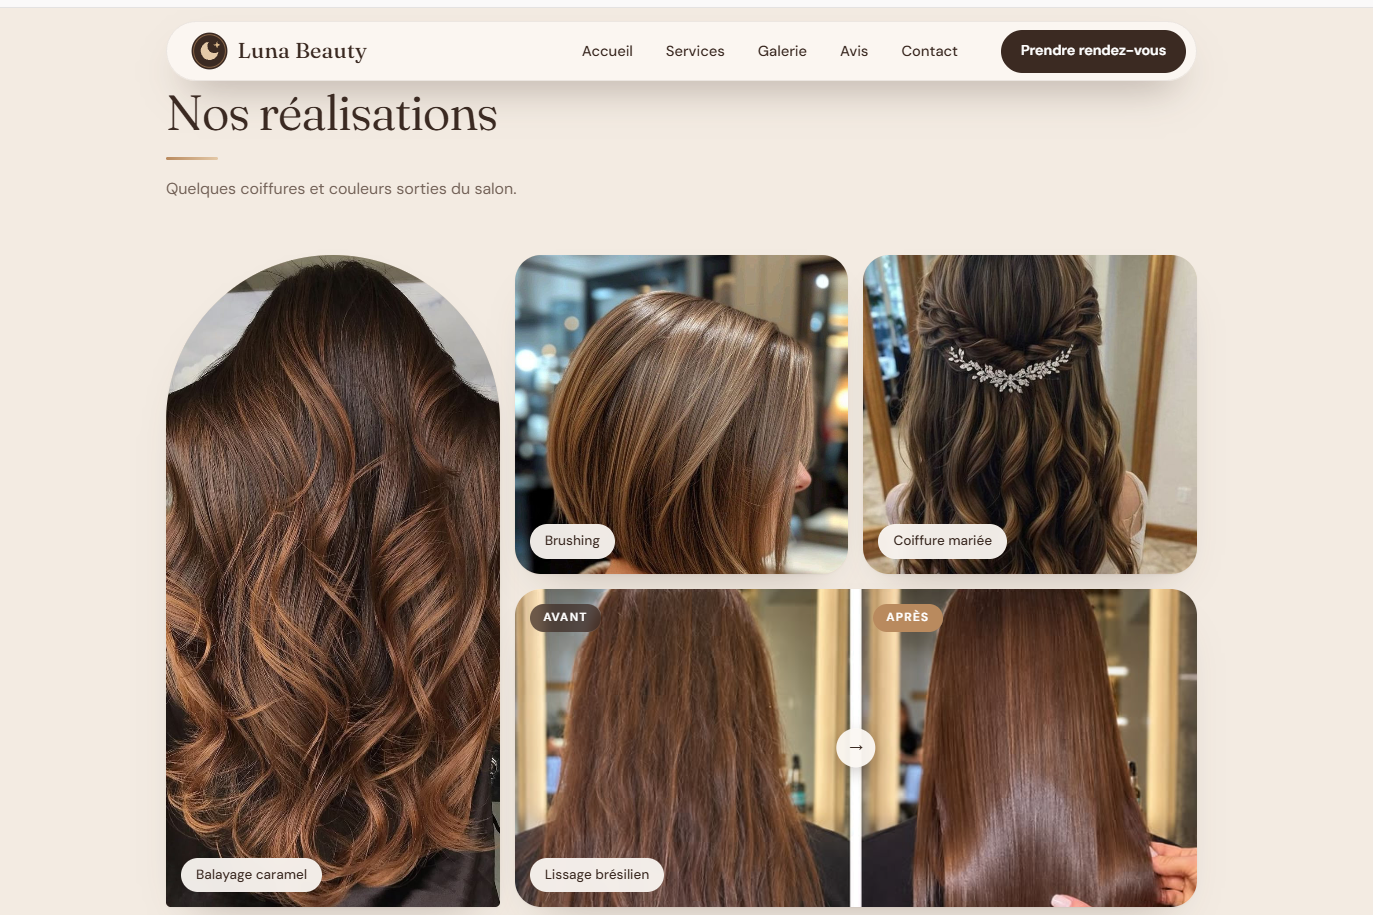 Luna Beauty
Accueil Services Galerie Avis Contact Prendre rendez-vous
Nos réalisations
Quelques coiffures et couleurs sorties du salon.
Brushing
Coiffure mariée
AVANT
APRÈS
→
Balayage caramel
Lissage brésilien